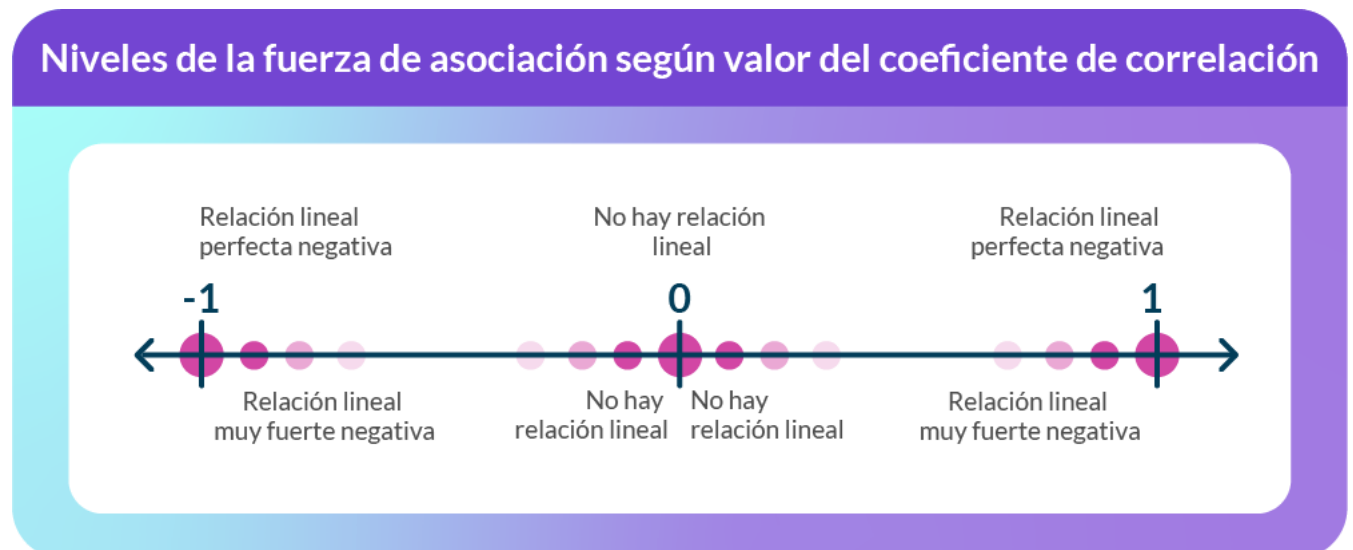 Niveles de la fuerza de asociación según valor del coeficiente de correlación
Relación lineal
perfecta negativa
No hay relación
lineal
Relación lineal
perfecta negativa
-1
0
1
Relación lineal
muy fuerte negativa
No hay
relación lineal
No hay
relación lineal
Relación lineal
muy fuerte negativa